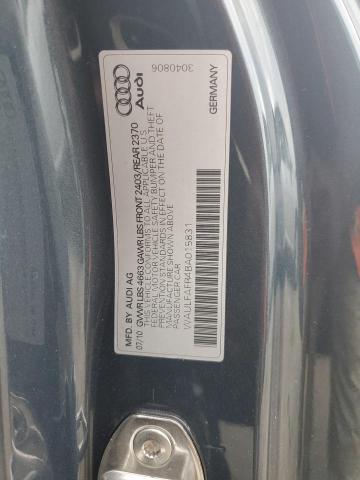 Audi
3040806
GERMANY
MFD. BY AUDI AG
07/10 GVWR LBS 4663 GAWR LBS FRONT 2403/REAR 2370
THIS VEHICLE CONFORMS TO ALL APPLICABLE U.S.
FEDERAL MOTOR VEHICLE SAFETY, BUMPER AND THEFT
PREVENTION STANDARDS IN EFFECT ON THE DATE OF
MANUFACTURE SHOWN ABOVE
PASSENGER CAR
WAULFAFR4BA015831